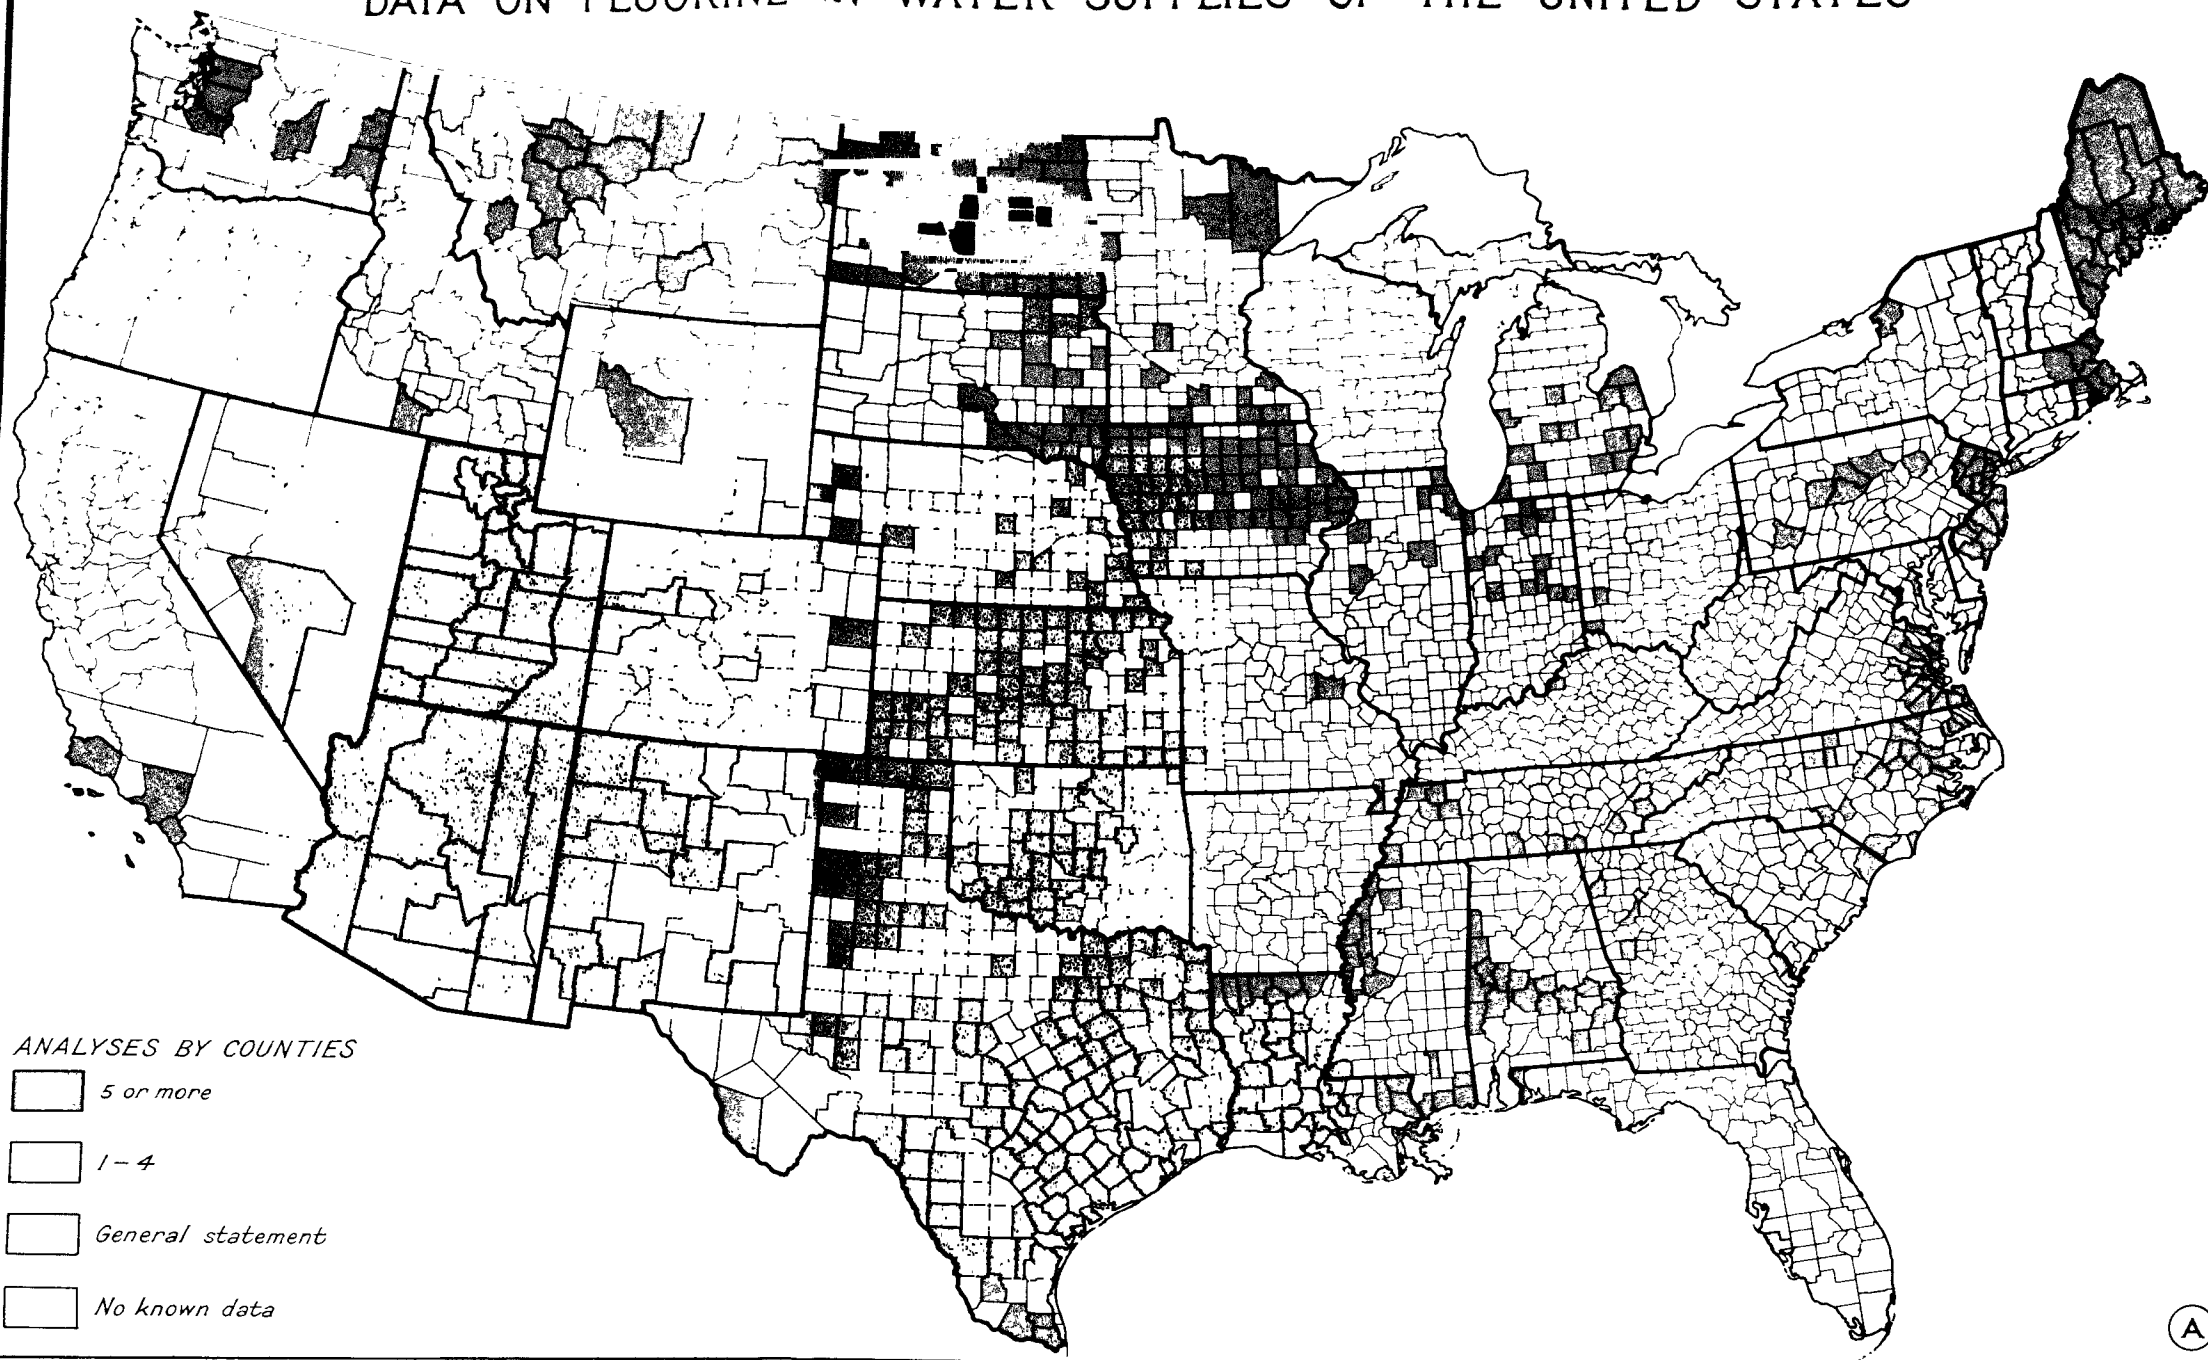 DATA ON FLUORINE IN WATER SUPPLIES OF THE UNITED STATES
ANALYSES BY COUNTIES
5 or more
1-4
General statement
No known data
A